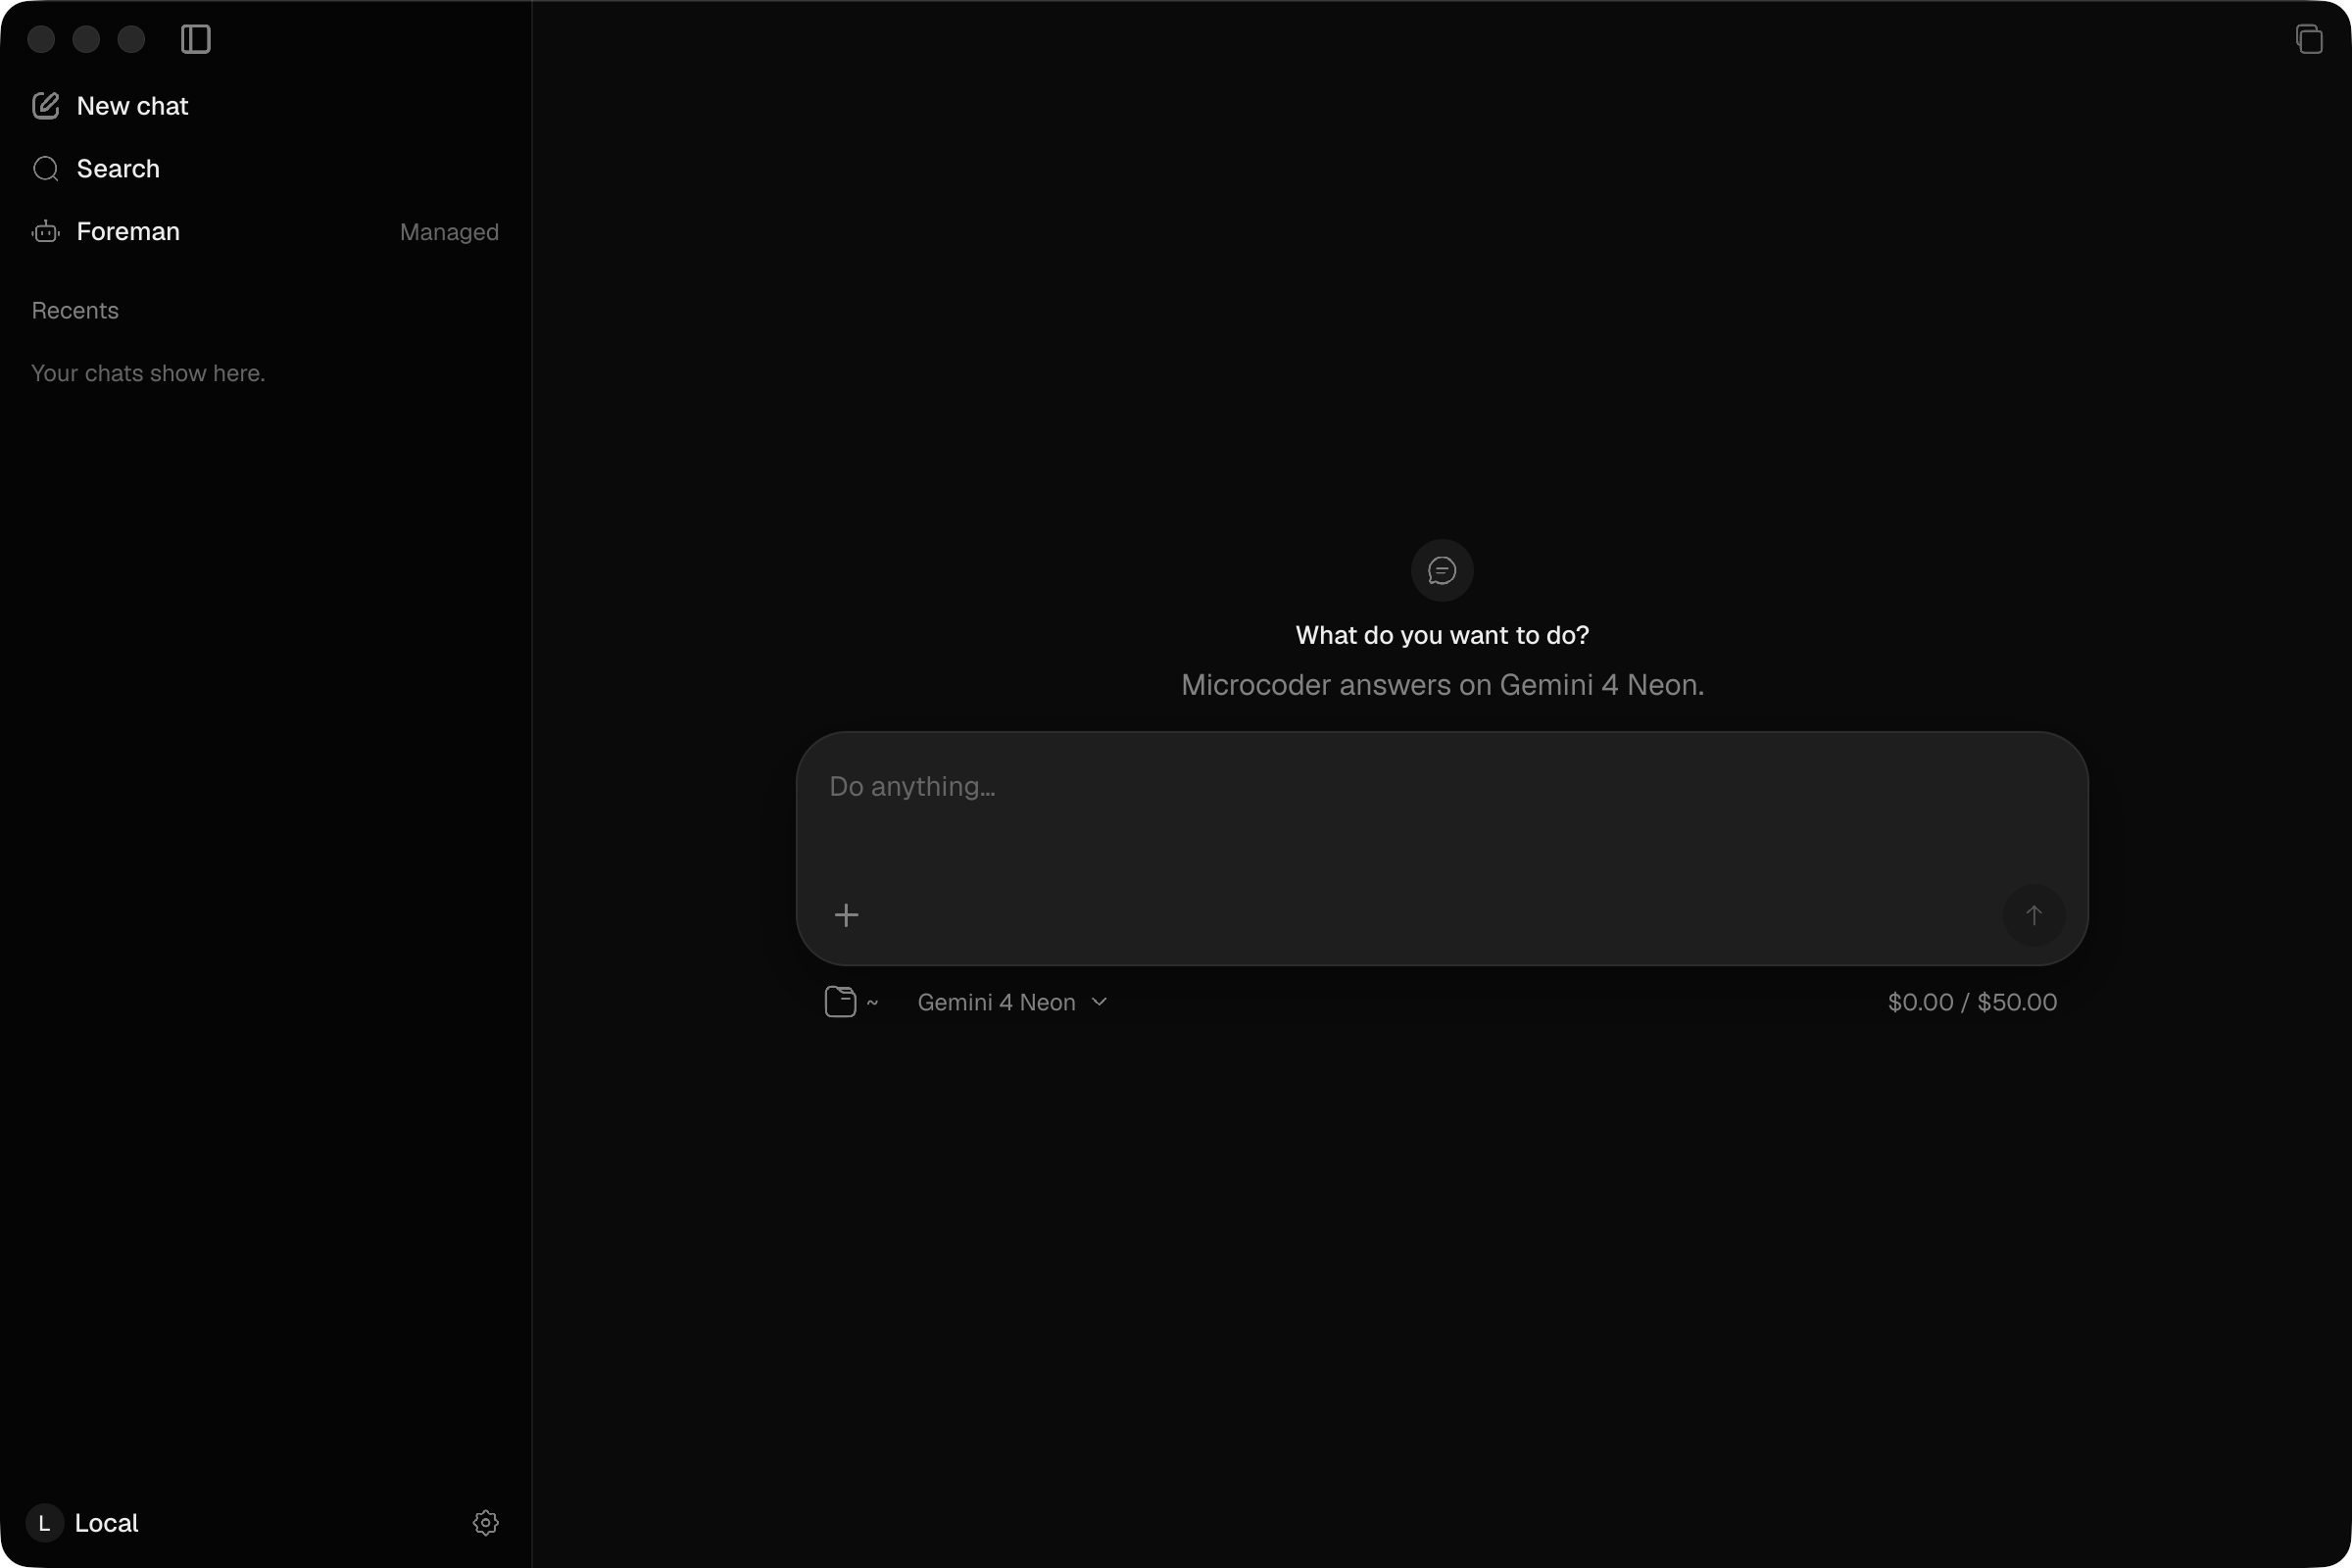 New chat
Search
Foreman
Managed
Recents
Your chats show here.
What do you want to do?
Microcoder answers on Gemini 4 Neon.
Do anything...
~ Gemini 4 Neon
$0.00 / $50.00
L Local